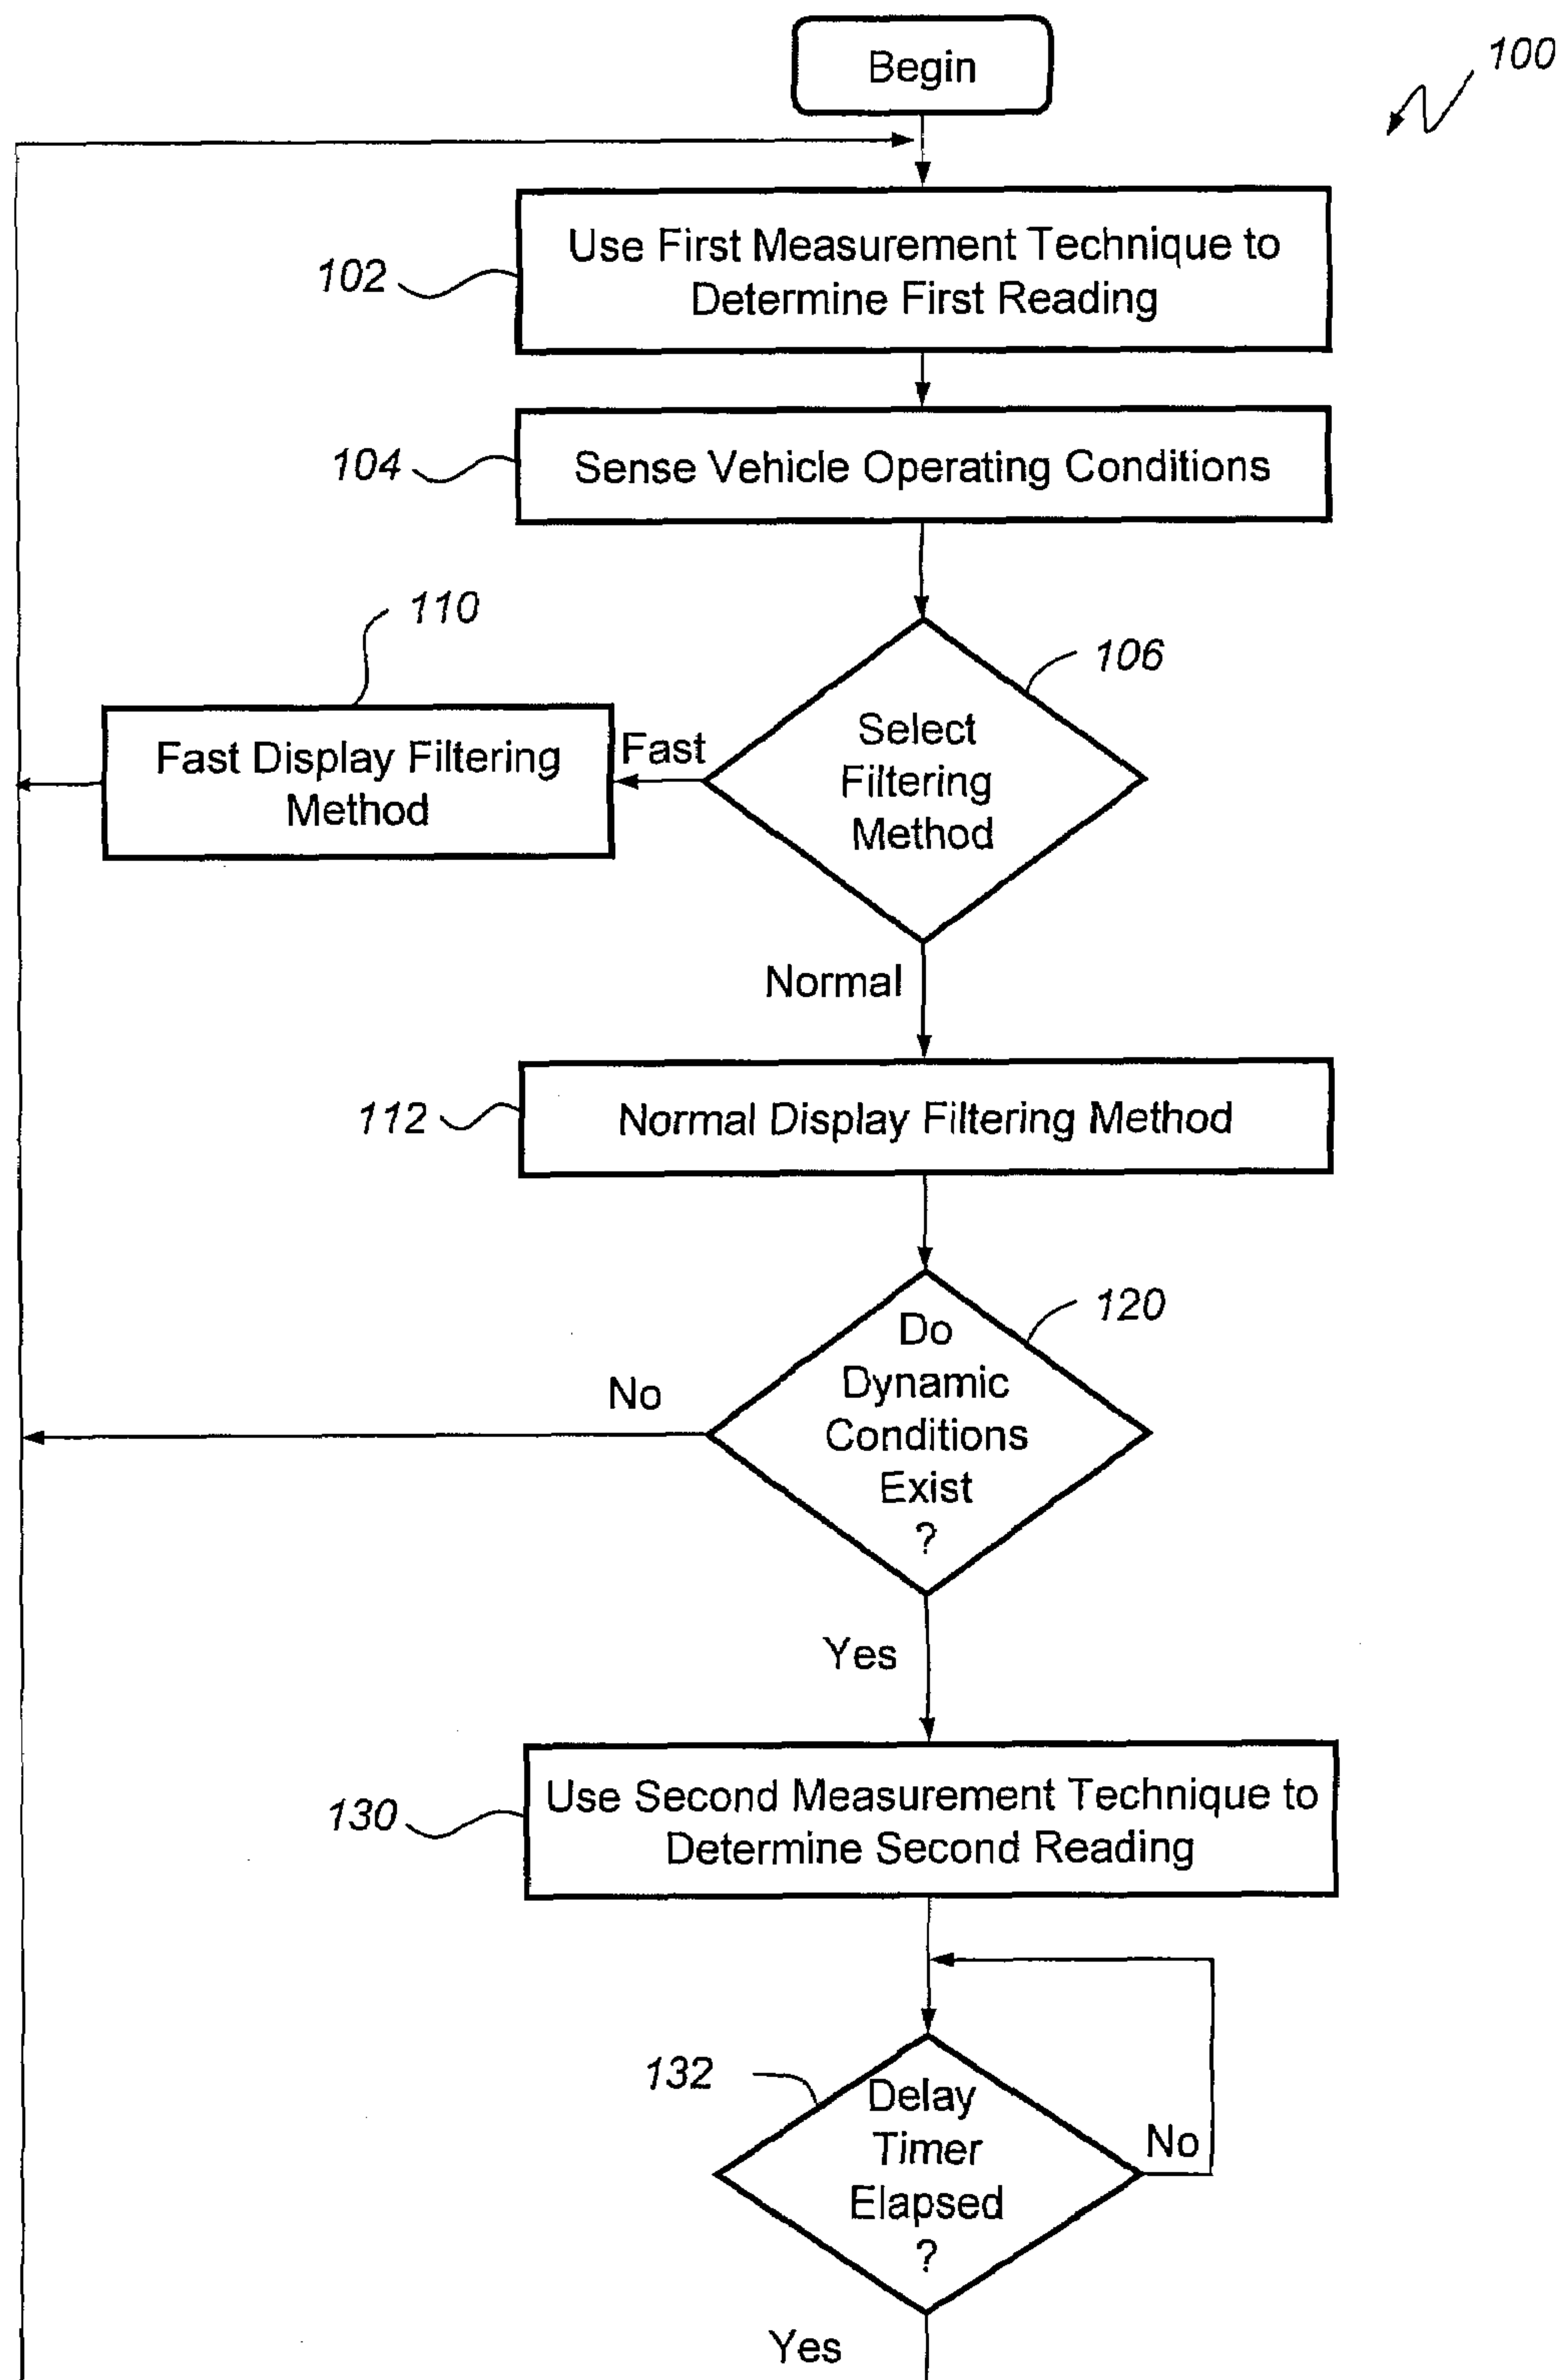 Begin
100
102
Use First Measurement Technique to
Determine First Reading
104
Sense Vehicle Operating Conditions
110
106
Fast Display Filtering
Method
Fast
Select
Filtering
Method
Normal
112
Normal Display Filtering Method
120
Do
Dynamic
Conditions
Exist
?
No
Yes
130
Use Second Measurement Technique to
Determine Second Reading
132
Delay
Timer
Elapsed
?
No
Yes